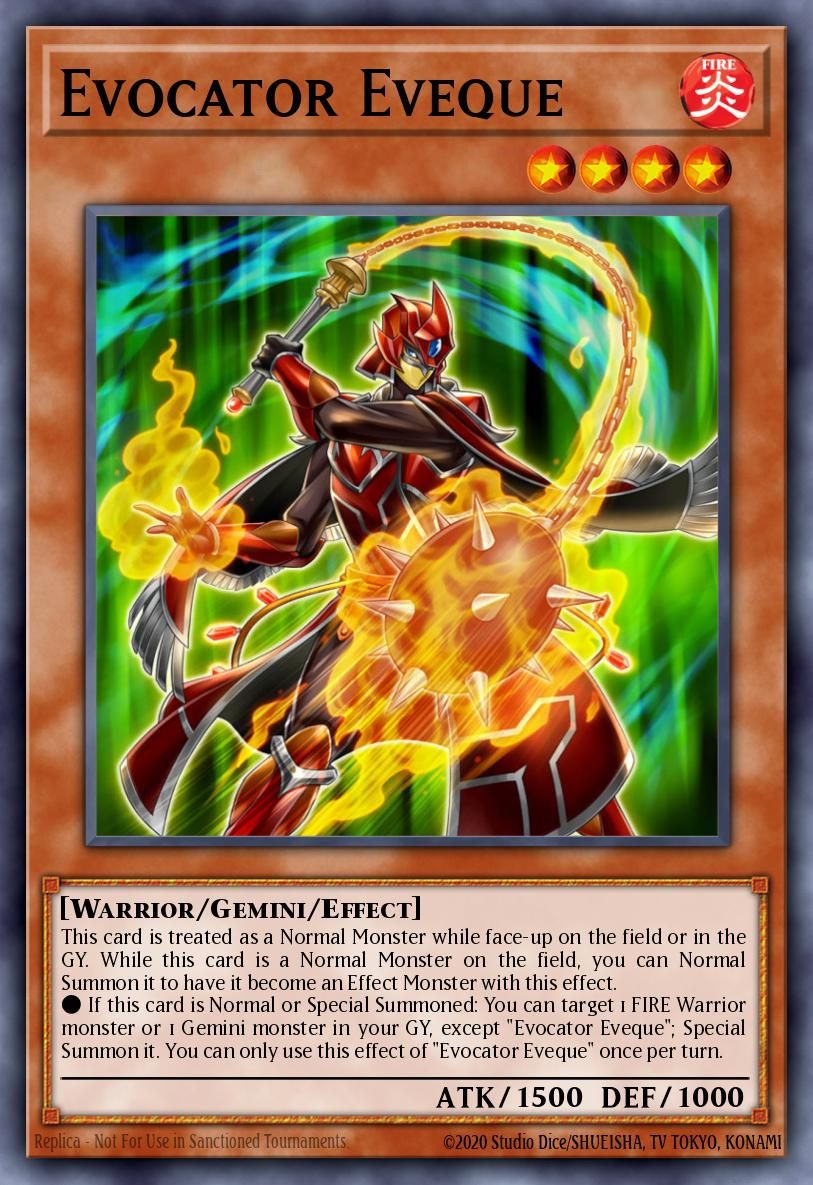 Evocator Eveque
FIRE
炎
[Warrior/Gemini/Effect]
This card is treated as a Normal Monster while face-up on the field or in the
GY. While this card is a Normal Monster on the field, you can Normal
Summon it to have it become an Effect Monster with this effect.
● If this card is Normal or Special Summoned: You can target 1 FIRE Warrior
monster or 1 Gemini monster in your GY, except "Evocator Eveque"; Special
Summon it. You can only use this effect of "Evocator Eveque" once per turn.
ATK/1500 DEF/1000
Replica - Not For Use in Sanctioned Tournaments.
©2020 Studio Dice/SHUEISHA, TV TOKYO, KONAMI